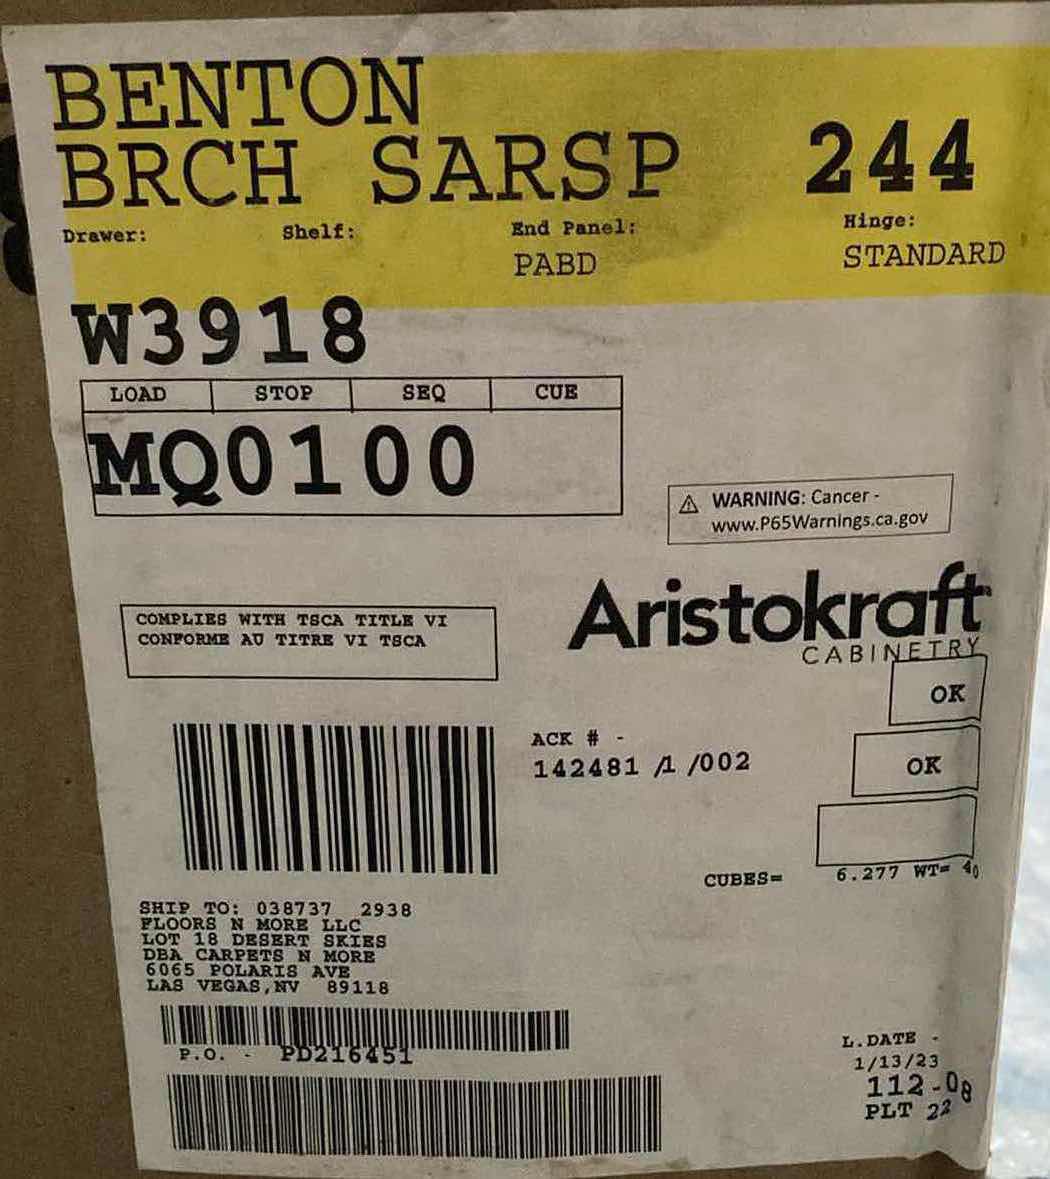 BENTON
BRCH SARSP 244
Drawer: Shelf: End Panel: Hinge:
PABD STANDARD
W3918
LOAD STOP SEQ CUE
MQ0100
WARNING: Cancer -
www.P65Warnings.ca.gov
Aristokraft
CABINETRY
COMPLIES WITH TSCA TITLE VI
CONFORME AU TITRE VI TSCA
OK
ACK # -
142481 /1 /002
OK
CUBES= 6.277 WT= 40
SHIP TO: 038737 2938
FLOORS N MORE LLC
LOT 18 DESERT SKIES
DBA CARPETS N MORE
6065 POLARIS AVE
LAS VEGAS,NV 89118
P.O. - PD216451
L.DATE -
1/13/23
112-08
PLT 22